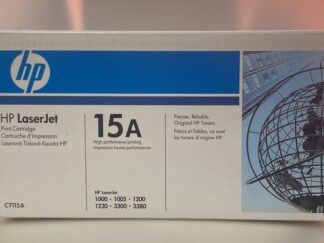 hp
HP LaserJet
Print Cartridge
Cartouche d'impression
Laserová Tlsková Kazeta HP
15A
High performance printing
Impression hautes performances
Precise. Reliable.
Original HP Toners.
Précis et fiables, ce sont
les toners d'origine HP.
HP LaserJet
1000 • 1005 • 1200
1220 • 3300 • 3380
C7115A